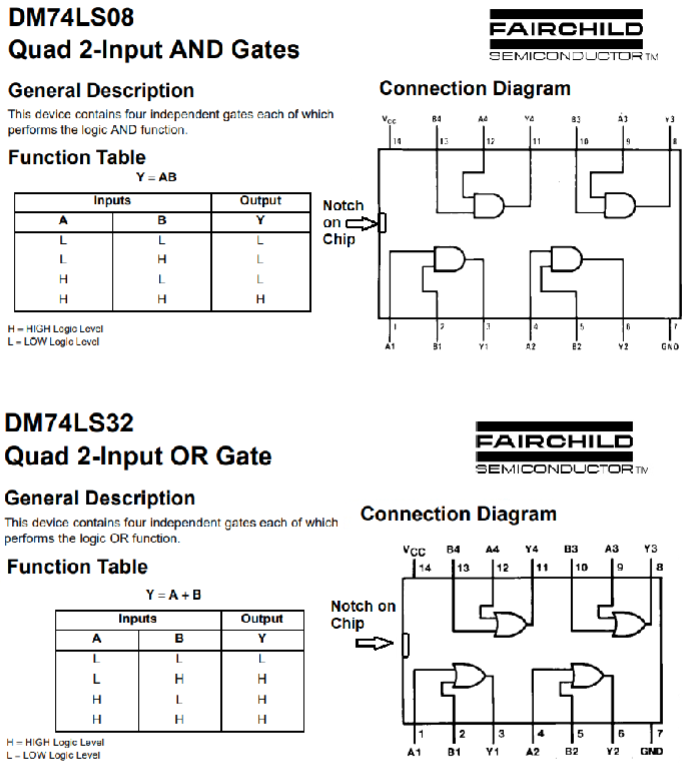 DM74LS08
Quad 2-Input AND Gates
FAIRCHILD
SEMICONDUCTOR TM
General Description
This device contains four independent gates each of which
performs the logic AND function.
Function Table
Y = AB
Inputs Output
A B Y
L L L
L H L
H L L
H H H
H = HIGH Logic Level
L = LOW Logic Level
Connection Diagram
VCC B4 A4 Y4 B3 A3 Y3
14 13 12 11 10 9 8
Notch
on
Chip
1 2 3 4 5 6 7
A1 B1 Y1 A2 B2 Y2 GND
DM74LS32
Quad 2-Input OR Gate
FAIRCHILD
SEMICONDUCTOR TM
General Description
This device contains four independent gates each of which
performs the logic OR function.
Function Table
Y = A + B
Inputs Output
A B Y
L L L
L H H
H L H
H H H
H = HIGH Logic Level
L = LOW Logic Level
Connection Diagram
VCC B4 A4 Y4 B3 A3 Y3
14 13 12 11 10 9 8
Notch on
Chip
1 2 3 4 5 6 7
A1 B1 Y1 A2 B2 Y2 GND